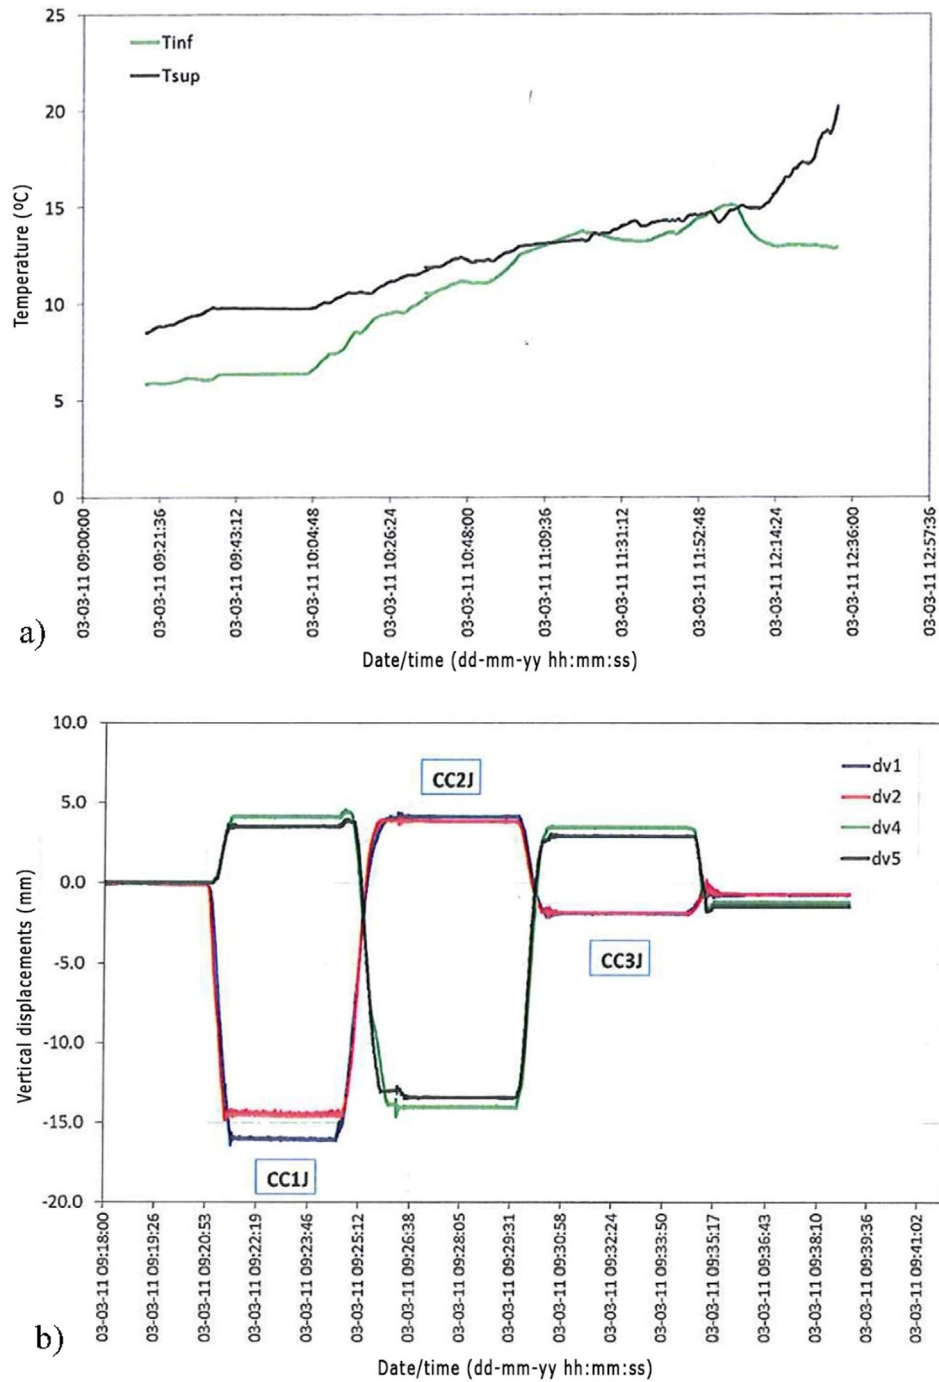 25
20
15
10
5
0
Temperature (ºC)
Tinf
Tsup
03-03-11 09:00:00
03-03-11 09:21:36
03-03-11 09:43:12
03-03-11 10:04:48
03-03-11 10:26:24
03-03-11 10:48:00
03-03-11 11:09:36
03-03-11 11:31:12
03-03-11 11:52:48
03-03-11 12:14:24
03-03-11 12:36:00
03-03-11 12:57:36
a)
Date/time (dd-mm-yy hh:mm:ss)
10.0
5.0
0.0
-5.0
-10.0
-15.0
-20.0
Vertical displacements (mm)
CC2J
dv1
dv2
dv4
dv5
CC3J
CC1J
03-03-11 09:18:00
03-03-11 09:19:26
03-03-11 09:20:53
03-03-11 09:22:19
03-03-11 09:23:46
03-03-11 09:25:12
03-03-11 09:26:38
03-03-11 09:28:05
03-03-11 09:29:31
03-03-11 09:30:58
03-03-11 09:32:24
03-03-11 09:33:50
03-03-11 09:35:17
03-03-11 09:36:43
03-03-11 09:38:10
03-03-11 09:39:36
03-03-11 09:41:02
b)
Date/time (dd-mm-yy hh:mm:ss)